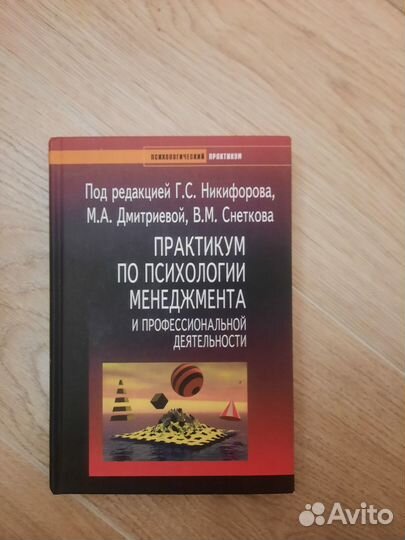 ПСИХОЛОГИЧЕСКИЙ ПРАКТИКУМ
Под редакцией Г.С. Никифорова,
М.А. Дмитриевой, В.М. Снеткова
ПРАКТИКУМ
ПО ПСИХОЛОГИИ
МЕНЕДЖМЕНТА
И ПРОФЕССИОНАЛЬНОЙ
ДЕЯТЕЛЬНОСТИ
Avito